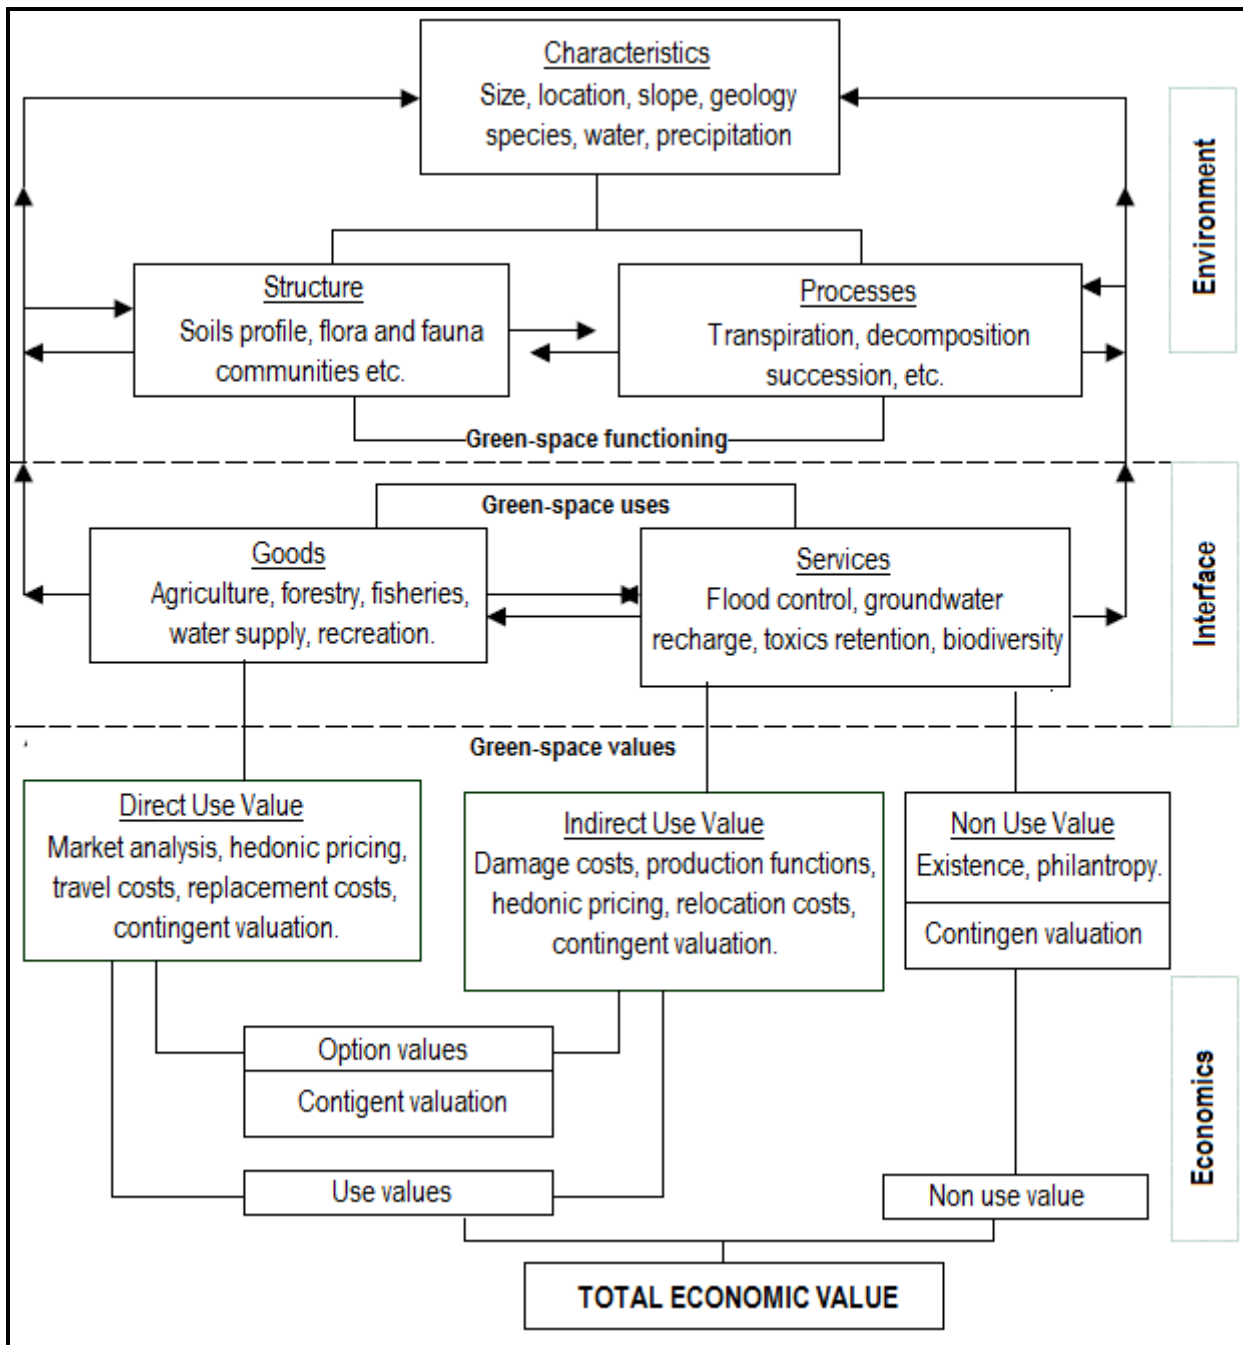 Characteristics
Size, location, slope, geology
species, water, precipitation
Environment
Structure
Soils profile, flora and fauna
communities etc.
Processes
Transpiration, decomposition
succession, etc.
Green-space functioning
Green-space uses
Interface
Goods
Agriculture, forestry, fisheries,
water supply, recreation.
Services
Flood control, groundwater
recharge, toxics retention, biodiversity
Green-space values
Direct Use Value
Market analysis, hedonic pricing,
travel costs, replacement costs,
contingent valuation.
Indirect Use Value
Damage costs, production functions,
hedonic pricing, relocation costs,
contingent valuation.
Non Use Value
Existence, philantropy.
Contingen valuation
Economics
Option values
Contigent valuation
Use values
Non use value
TOTAL ECONOMIC VALUE